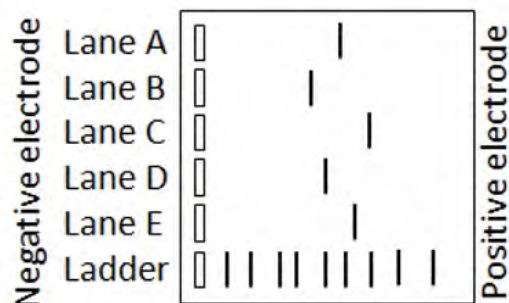 Negative electrode
Lane A
Lane B
Lane C
Lane D
Lane E
Ladder
Positive electrode